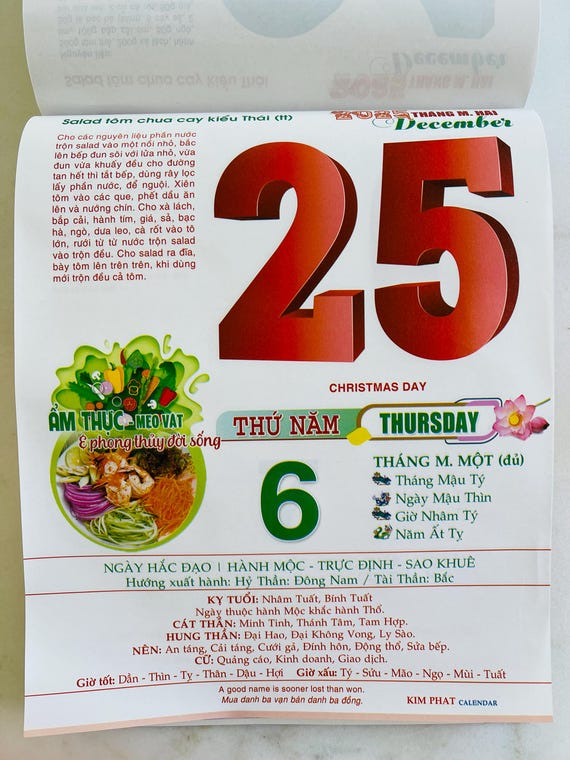 Salad tôm chua cay kiểu Thái (tt)
2025 THÁNG M. HAI
December
Cho các nguyên liệu phần nước
trộn salad vào một nồi nhỏ, bắc
lên bếp đun sôi với lửa nhỏ, vừa
đun vừa khuấy đều cho đường
tan hết thì tắt bếp, dùng rây lọc
lấy phần nước, để nguội. Xiên
tôm vào các que, phết dầu ăn
lên và nướng chín. Cho xà lách,
bắp cải, hành tím, giá, sả, bạc
hà, ngò, dưa leo, cà rốt vào tô
lớn, rưới từ từ nước trộn salad
vào trộn đều. Cho salad ra đĩa,
bày tôm lên trên trên, khi dùng
mới trộn đều cả tôm.
25
CHRISTMAS DAY
ẨM THỰC - MẸO VẶT
& phong thủy đời sống
THỨ NĂM
THURSDAY
6
THÁNG M. MỘT (đủ)
Tháng Mậu Tý
Ngày Mậu Thìn
Giờ Nhâm Tý
Năm Ất Tỵ
NGÀY HẮC ĐẠO | HÀNH MỘC - TRỰC ĐỊNH - SAO KHUÊ
Hướng xuất hành: Hỷ Thần: Đông Nam / Tài Thần: Bắc
KỴ TUỔI: Nhâm Tuất, Bính Tuất
Ngày thuộc hành Mộc khắc hành Thổ.
CÁT THẦN: Minh Tinh, Thánh Tâm, Tam Hợp.
HUNG THẦN: Đại Hao, Đại Không Vong, Ly Sào.
NÊN: An táng, Cải táng, Cưới gả, Đính hôn, Động thổ, Sửa bếp.
CỮ: Quảng cáo, Kinh doanh, Giao dịch.
Giờ tốt: Dần - Thìn - Tỵ - Thân - Dậu - Hợi Giờ xấu: Tý - Sửu - Mão - Ngọ - Mùi - Tuất
A good name is sooner lost than won.
Mua danh ba vạn bán danh ba đồng.
KIM PHAT CALENDAR